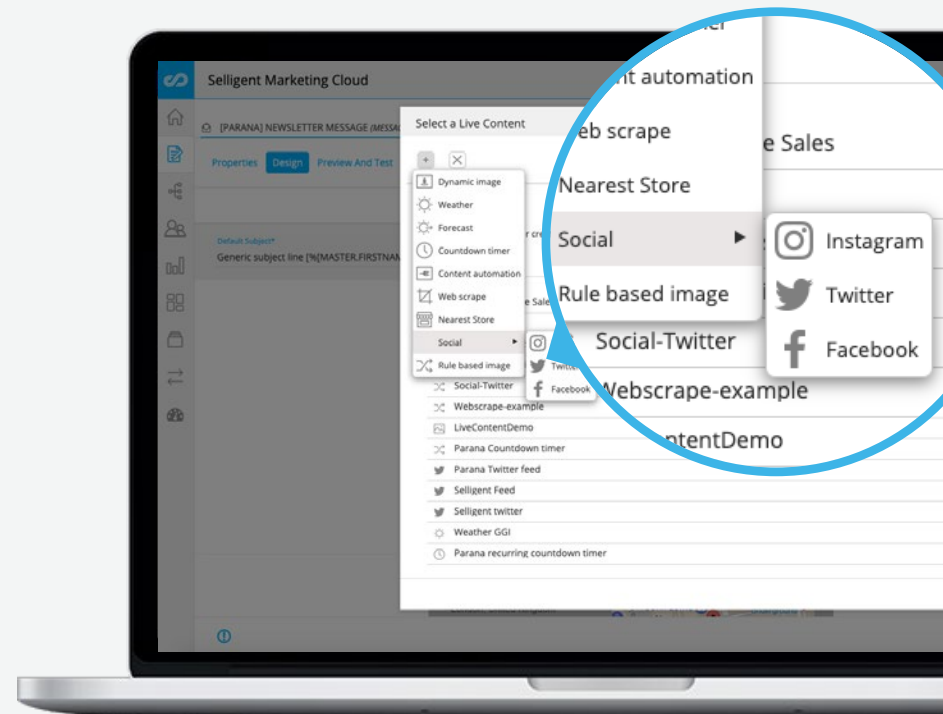 Selligent Marketing Cloud
[PARANA] NEWSLETTER MESSAGE
Properties Design Preview And Test
Default Subject*
Generic subject line [%[MASTER.FIRSTNAM
Select a Live Content
Dynamic image
Weather
Forecast
Countdown timer
Content automation
Web scrape
Nearest Store
Social
Rule based image
Facebook
Social-Twitter
Webscrape-example
LiveContentDemo
Parana Countdown timer
Parana Twitter feed
Selligent Feed
Selligent twitter
Weather GGI
Parana recurring countdown timer
nt automation
eb scrape
e Sales
Nearest Store
Social
Instagram
Rule based image
Twitter
Social-Twitter
Facebook
Webscrape-example
ntentDemo